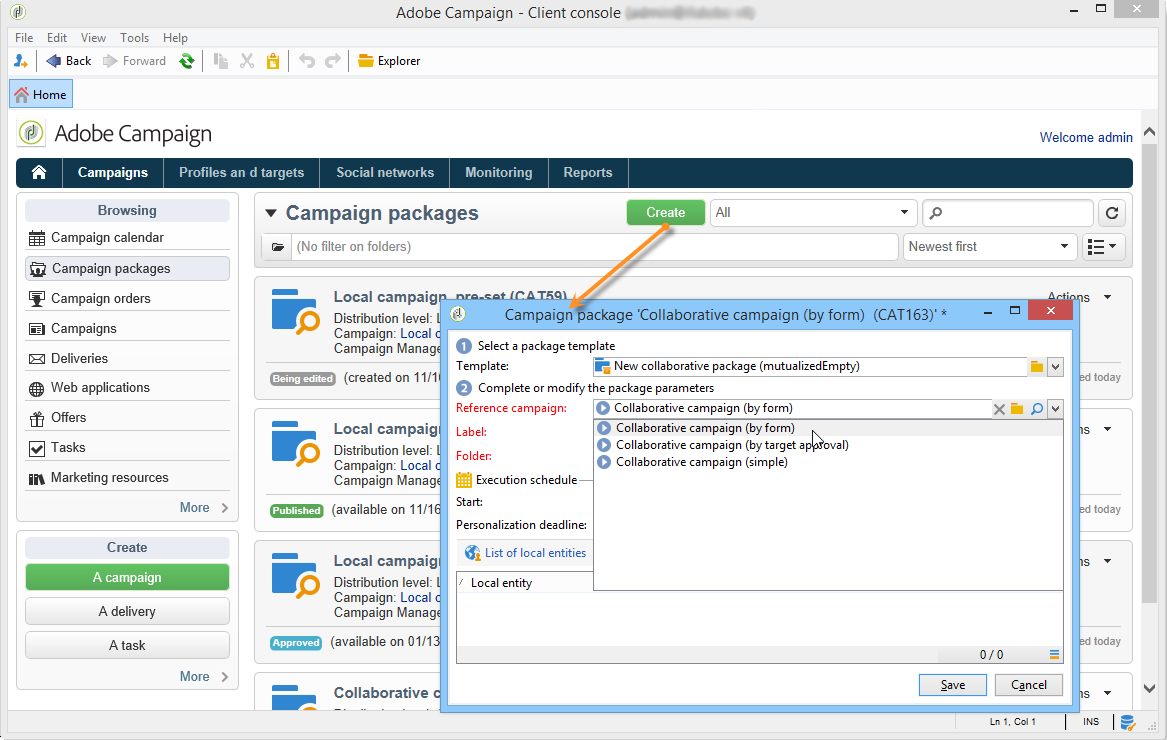 Adobe Campaign - Client console
File Edit View Tools Help
Back Forward Explorer
Home
Adobe Campaign
Welcome admin
Campaigns Profiles an d targets Social networks Monitoring Reports
Browsing
Campaign calendar
Campaign packages
Campaign orders
Campaigns
Deliveries
Web applications
Offers
Tasks
Marketing resources
More
Create
A campaign
A delivery
A task
More
Campaign packages Create All
(No filter on folders) Newest first
Local campaign, pre-set (CAT59) Actions
Distribution level: L
Campaign: Local c
Campaign Manage
Being edited (created on 11/16 ed today
Local campaig ns
Distribution level: L
Campaign: Local c
Campaign Manage
Published (available on 11/16 ed today
Local campaig ns
Distribution level: L
Campaign: Local c
Campaign Manage
Approved (available on 01/13 ed today
Collaborative c ns
Campaign package 'Collaborative campaign (by form) (CAT163)' *
1 Select a package template
Template: New collaborative package (mutualizedEmpty)
2 Complete or modify the package parameters
Reference campaign: Collaborative campaign (by form)
Collaborative campaign (by form)
Collaborative campaign (by target approval)
Collaborative campaign (simple)
Label:
Folder:
Execution schedule
Start:
Personalization deadline:
List of local entities
Local entity
0 / 0
Save Cancel
Ln 1, Col 1 INS